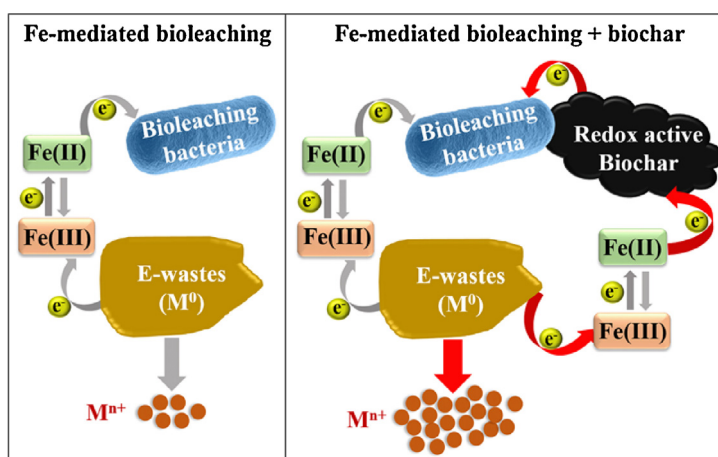 Fe-mediated bioleaching
e⁻
Bioleaching
bacteria
Fe(II)
e⁻
Fe(III)
E-wastes
(M⁰)
e⁻
Mⁿ⁺
Fe-mediated bioleaching + biochar
e⁻
e⁻
Bioleaching
bacteria
Redox active
Biochar
Fe(II)
e⁻
Fe(III)
E-wastes
(M⁰)
e⁻
e⁻
Fe(II)
e⁻
Fe(III)
e⁻
Mⁿ⁺